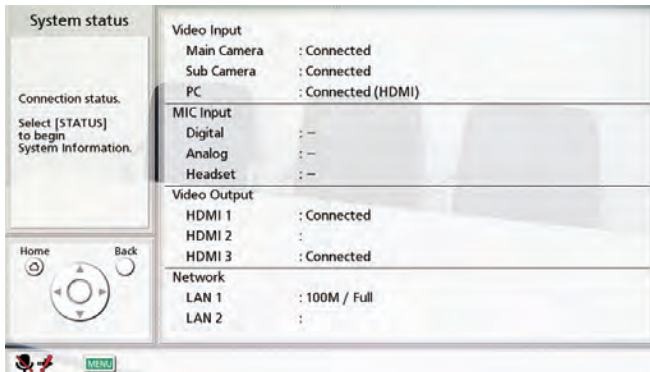 System status
Connection status.
Select [STATUS]
to begin
System Information.
Home Back
Video Input
Main Camera : Connected
Sub Camera : Connected
PC : Connected (HDMI)
MIC Input
Digital : –
Analog : –
Headset : –
Video Output
HDMI 1 : Connected
HDMI 2 :
HDMI 3 : Connected
Network
LAN 1 : 100M / Full
LAN 2 :
MENU